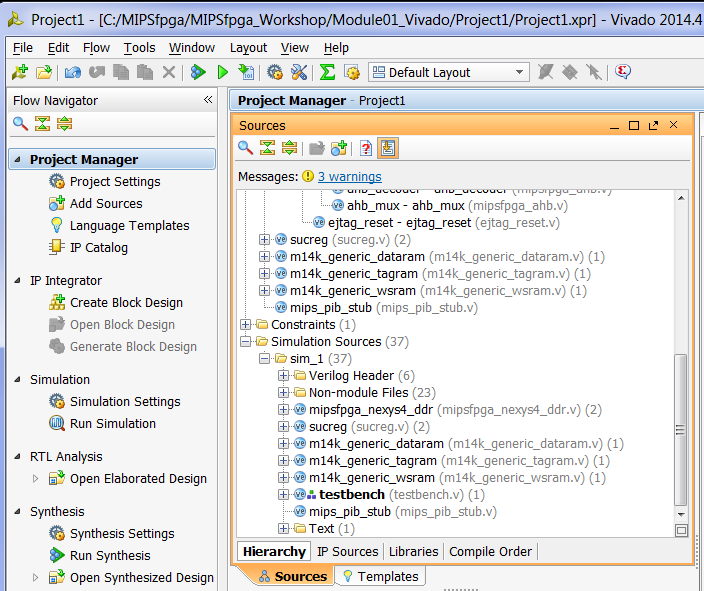 Project1 - [C:/MIPSfpga/MIPSfpga_Workshop/Module01_Vivado/Project1/Project1.xpr] - Vivado 2014.4
File Edit Flow Tools Window Layout View Help
Default Layout
Flow Navigator
Project Manager
Project Settings
Add Sources
Language Templates
IP Catalog
IP Integrator
Create Block Design
Open Block Design
Generate Block Design
Simulation
Simulation Settings
Run Simulation
RTL Analysis
Open Elaborated Design
Synthesis
Synthesis Settings
Run Synthesis
Open Synthesized Design
Project Manager - Project1
Sources
Messages: 3 warnings
ahb_decoder - ahb_decoder (mipsfpga_ahb.v)
ahb_mux - ahb_mux (mipsfpga_ahb.v)
ejtag_reset - ejtag_reset (ejtag_reset.v)
sucreg (sucreg.v) (2)
m14k_generic_dataram (m14k_generic_dataram.v) (1)
m14k_generic_tagram (m14k_generic_tagram.v) (1)
m14k_generic_wsram (m14k_generic_wsram.v) (1)
mips_pib_stub (mips_pib_stub.v)
Constraints (1)
Simulation Sources (37)
sim_1 (37)
Verilog Header (6)
Non-module Files (23)
mipsfpga_nexys4_ddr (mipsfpga_nexys4_ddr.v) (2)
sucreg (sucreg.v) (2)
m14k_generic_dataram (m14k_generic_dataram.v) (1)
m14k_generic_tagram (m14k_generic_tagram.v) (1)
m14k_generic_wsram (m14k_generic_wsram.v) (1)
testbench (testbench.v) (1)
mips_pib_stub (mips_pib_stub.v)
Text (1)
Hierarchy IP Sources Libraries Compile Order
Sources Templates